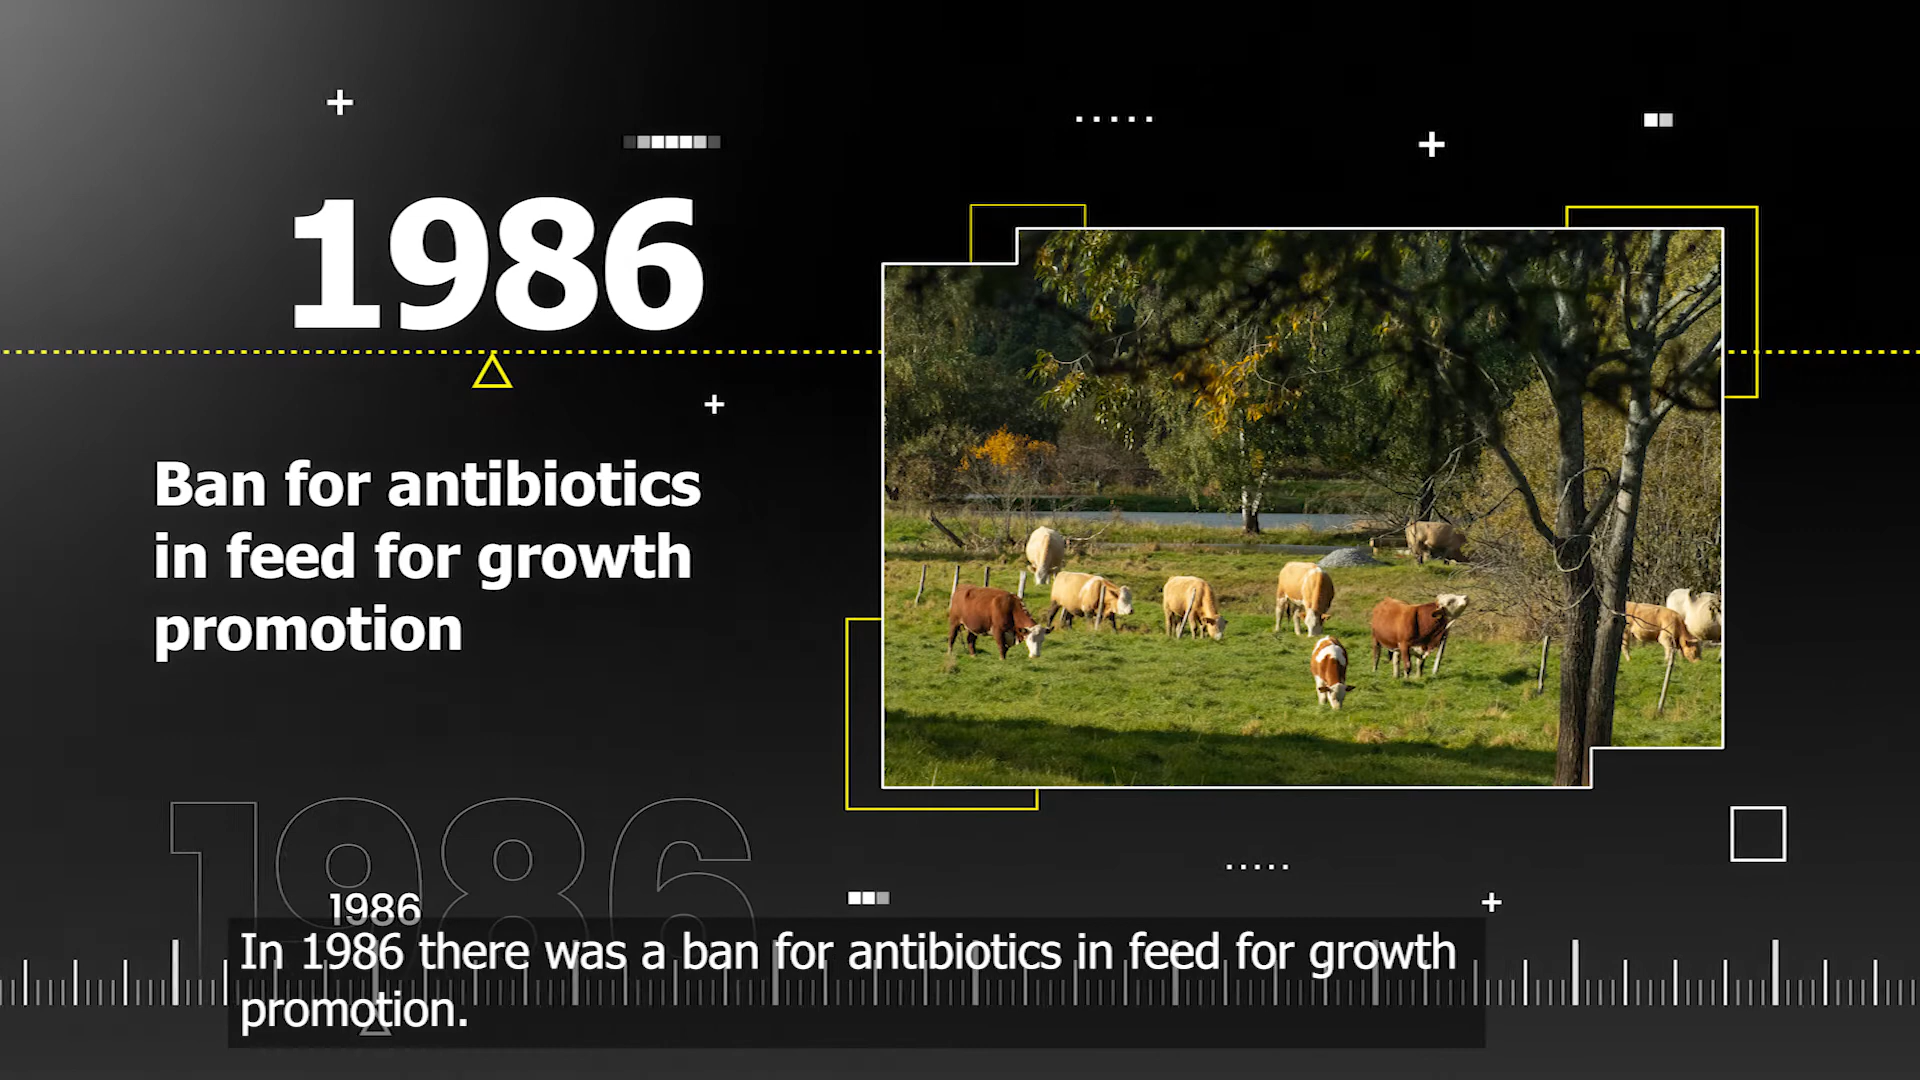 1986
Ban for antibiotics
in feed for growth
promotion
1986
1986
In 1986 there was a ban for antibiotics in feed for growth
promotion.